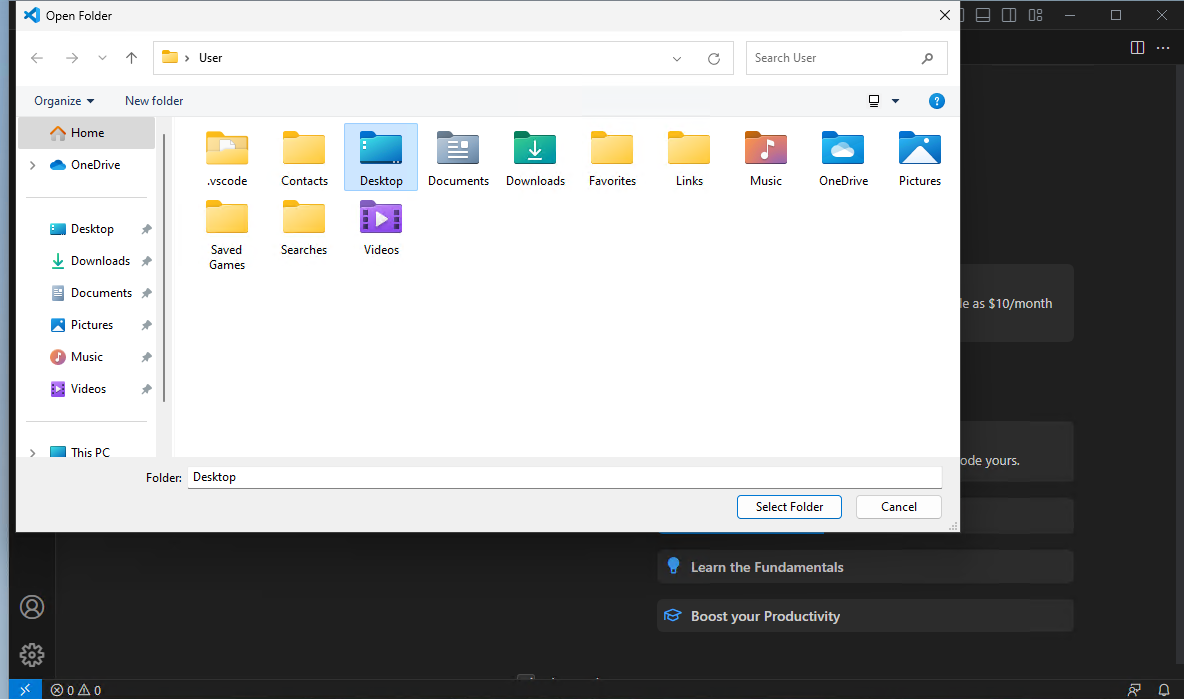 Open Folder
User
Search User
Organize
New folder
Home
OneDrive
Desktop
Downloads
Documents
Pictures
Music
Videos
This PC
.vscode
Contacts
Desktop
Documents
Downloads
Favorites
Links
Music
OneDrive
Pictures
Saved
Games
Searches
Videos
Folder: Desktop
Select Folder
Cancel
as $10/month
yours.
Learn the Fundamentals
Boost your Productivity
0 0